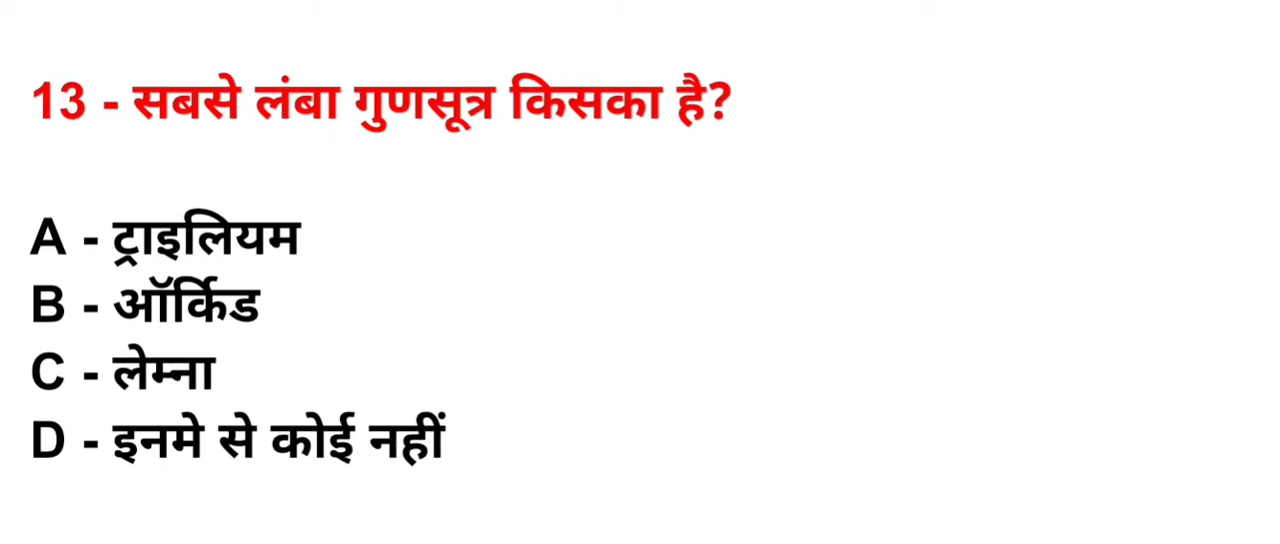 13 - सबसे लंबा गुणसूत्र किसका है?
A - ट्राइलियम
B - ऑर्किड
C - लेम्ना
D - इनमे से कोई नहीं